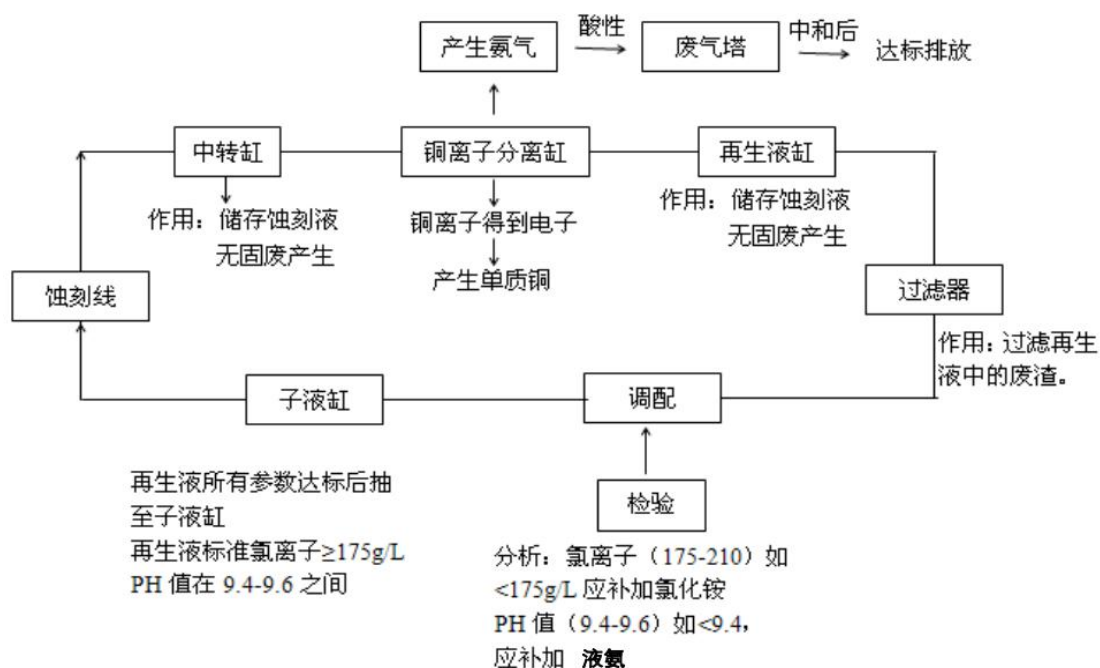 产生氨气
酸性
废气塔
中和后
达标排放
中转缸
铜离子分离缸
再生液缸
作用：储存蚀刻液
无固废产生
铜离子得到电子
产生单质铜
作用：储存蚀刻液
无固废产生
蚀刻线
过滤器
作用：过滤再生
液中的废渣。
子液缸
调配
检验
再生液所有参数达标后抽
至子液缸
再生液标准氯离子≥175g/L
PH 值在 9.4-9.6 之间
分析：氯离子（175-210）如
<175g/L 应补加氯化铵
PH 值（9.4-9.6）如<9.4，
应补加 液氨